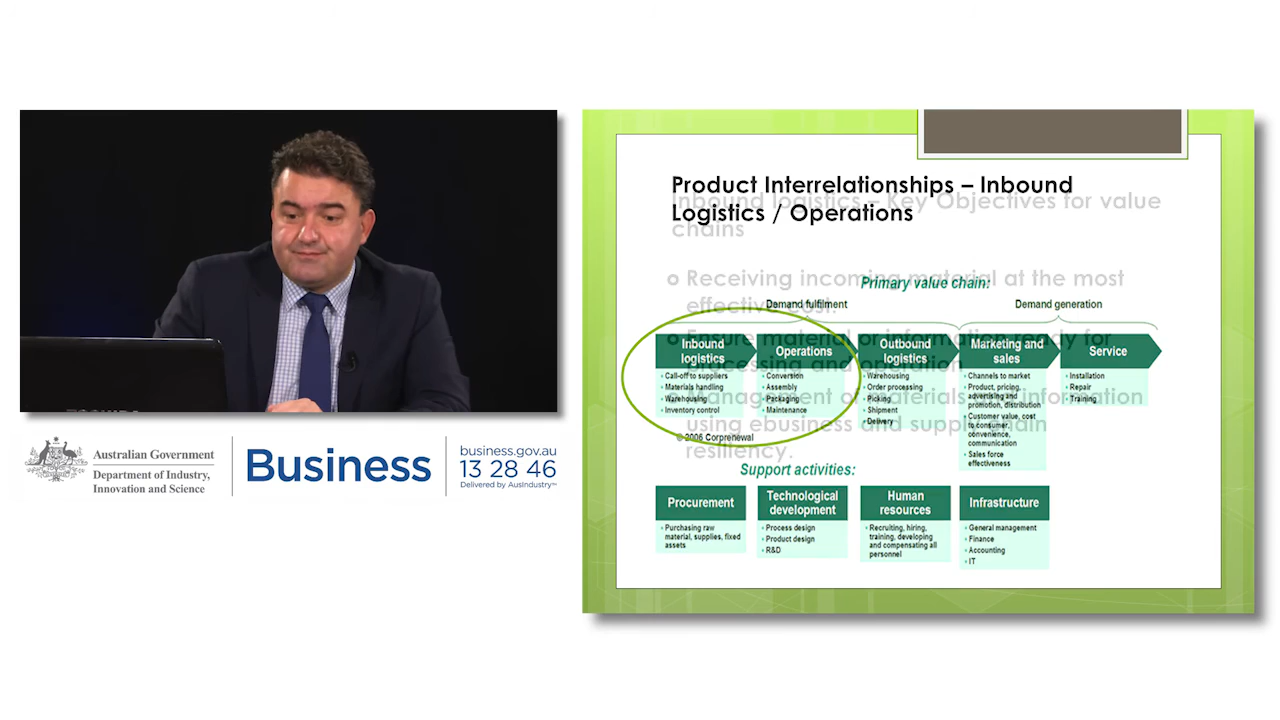 Australian Government
Department of Industry,
Innovation and Science
Business
business.gov.au
13 28 46
Delivered by AusIndustry™
Product Interrelationships – Inbound
Logistics / Operations
Inbound logistics – Key Objectives for value
chains
o Receiving incoming material at the most
effective cost.
o Ensure material or information ready for
processing and operation
Management of materials and information
using ebusiness and supply chain
resiliency.
Primary value chain:
Demand fulfilment
Demand generation
Inbound
logistics
• Call-off to suppliers
• Materials handling
• Warehousing
• Inventory control
Operations
• Conversion
• Assembly
• Packaging
• Maintenance
Outbound
logistics
• Warehousing
• Order processing
• Picking
• Shipment
• Delivery
Marketing and
sales
• Channels to market
• Product, pricing,
advertising and
promotion, distribution
• Customer value, cost
to consumer,
convenience,
communication
• Sales force
effectiveness
Service
• Installation
• Repair
• Training
© 2006 Corprenewal
Support activities:
Procurement
• Purchasing raw
material, supplies, fixed
assets
Technological
development
• Process design
• Product design
• R&D
Human
resources
• Recruiting, hiring,
training, developing
and compensating all
personnel
Infrastructure
• General management
• Finance
• Accounting
• IT